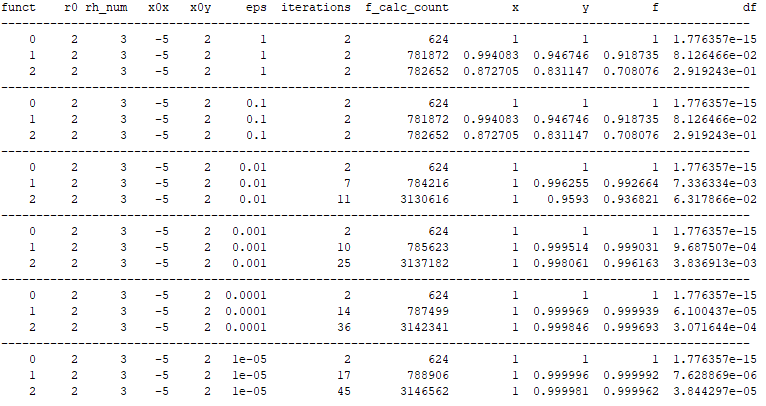 funct r0 rh_num x0x x0y eps iterations f_calc_count x y f df
0 2 3 -5 2 1 2 624 1 1 1 1.776357e-15
1 2 3 -5 2 1 2 781872 0.994083 0.946746 0.918735 8.126466e-02
2 2 3 -5 2 1 2 782652 0.872705 0.831147 0.708076 2.919243e-01
0 2 3 -5 2 0.1 2 624 1 1 1 1.776357e-15
1 2 3 -5 2 0.1 2 781872 0.994083 0.946746 0.918735 8.126466e-02
2 2 3 -5 2 0.1 2 782652 0.872705 0.831147 0.708076 2.919243e-01
0 2 3 -5 2 0.01 2 624 1 1 1 1.776357e-15
1 2 3 -5 2 0.01 7 784216 1 0.996255 0.992664 7.336334e-03
2 2 3 -5 2 0.01 11 3130616 1 0.9593 0.936821 6.317866e-02
0 2 3 -5 2 0.001 2 624 1 1 1 1.776357e-15
1 2 3 -5 2 0.001 10 785623 1 0.999514 0.999031 9.687507e-04
2 2 3 -5 2 0.001 25 3137182 1 0.998061 0.996163 3.836913e-03
0 2 3 -5 2 0.0001 2 624 1 1 1 1.776357e-15
1 2 3 -5 2 0.0001 14 787499 1 0.999969 0.999939 6.100437e-05
2 2 3 -5 2 0.0001 36 3142341 1 0.999846 0.999693 3.071644e-04
0 2 3 -5 2 1e-05 2 624 1 1 1 1.776357e-15
1 2 3 -5 2 1e-05 17 788906 1 0.999996 0.999992 7.628869e-06
2 2 3 -5 2 1e-05 45 3146562 1 0.999981 0.999962 3.844297e-05